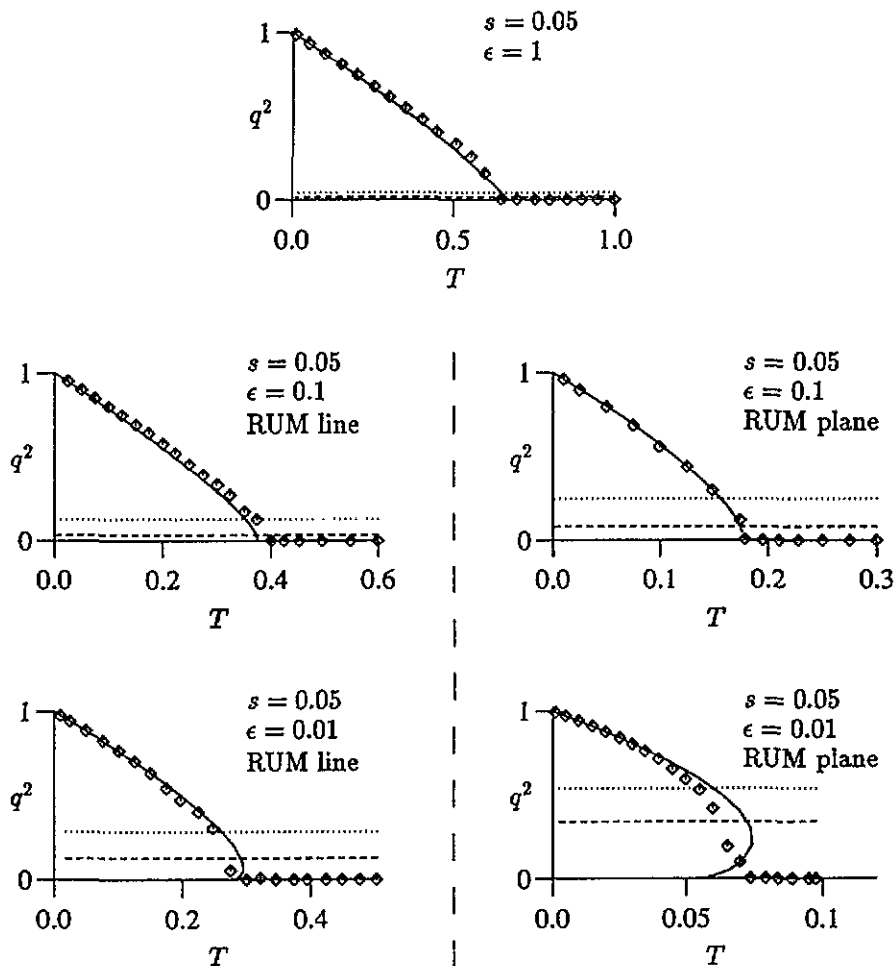 s = 0.05
ϵ = 1
1
q²
0
0.0 0.5 1.0
T
s = 0.05
ϵ = 0.1
RUM line
1
q²
0
0.0 0.2 0.4 0.6
T
s = 0.05
ϵ = 0.1
RUM plane
1
q²
0
0.0 0.1 0.2 0.3
T
s = 0.05
ϵ = 0.01
RUM line
1
q²
0
0.0 0.2 0.4
T
s = 0.05
ϵ = 0.01
RUM plane
1
q²
0
0.0 0.05 0.1
T